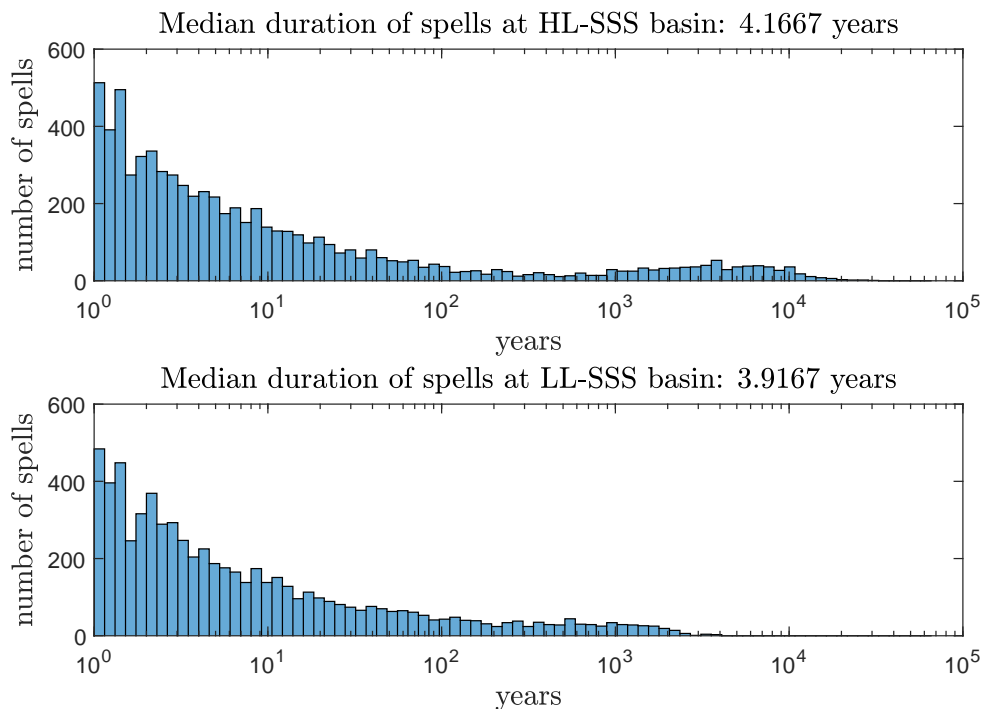 Median duration of spells at HL-SSS basin: 4.1667 years
600
400
200
0
number of spells
10^0 10^1 10^2 10^3 10^4 10^5
years
Median duration of spells at LL-SSS basin: 3.9167 years
600
400
200
0
number of spells
10^0 10^1 10^2 10^3 10^4 10^5
years